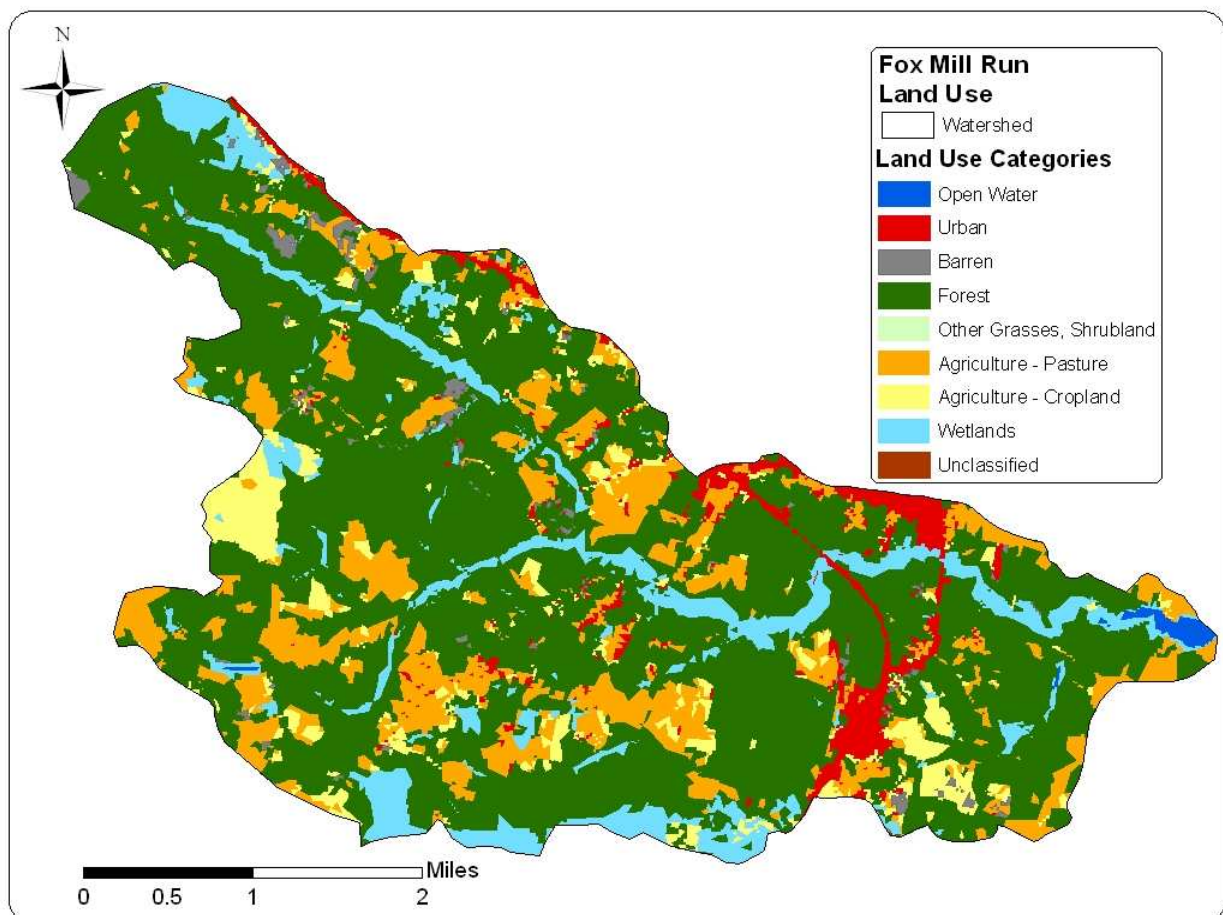 N
Fox Mill Run
Land Use
Watershed
Land Use Categories
Open Water
Urban
Barren
Forest
Other Grasses, Shrubland
Agriculture - Pasture
Agriculture - Cropland
Wetlands
Unclassified
Miles
0 0.5 1 2